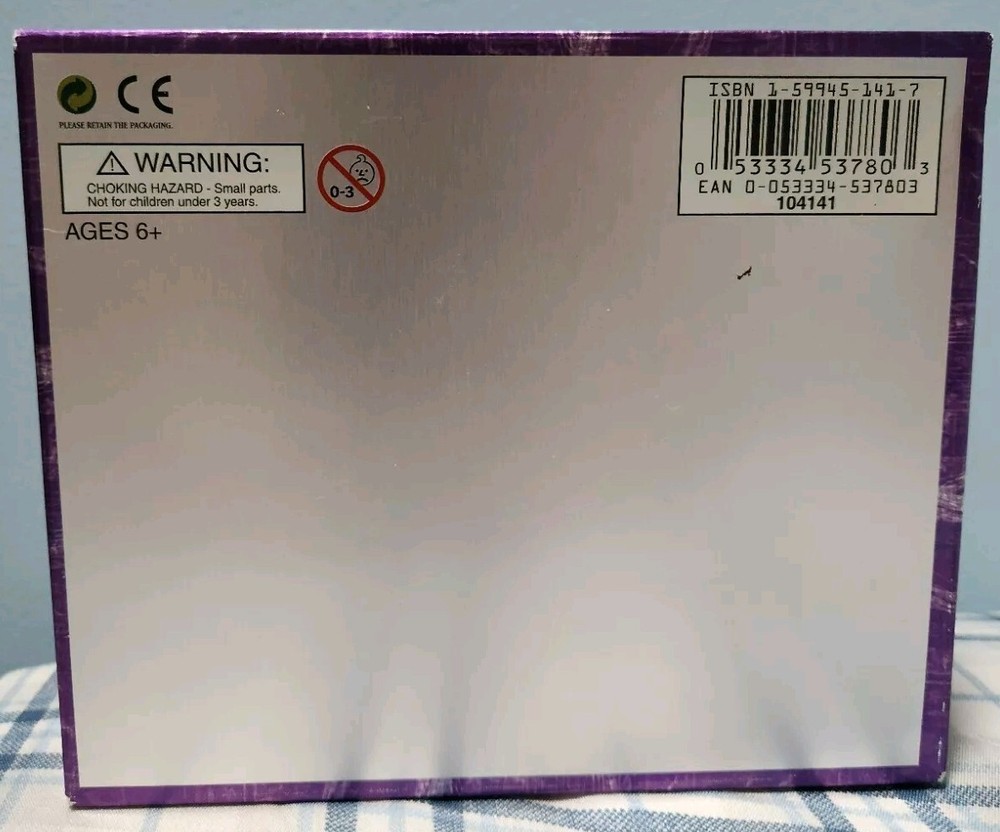 CE
PLEASE RETAIN THE PACKAGING.
WARNING:
CHOKING HAZARD - Small parts.
Not for children under 3 years.
0-3
AGES 6+
ISBN 1-59945-141-7
0 53334 53780 3
EAN 0-053334-537803
104141